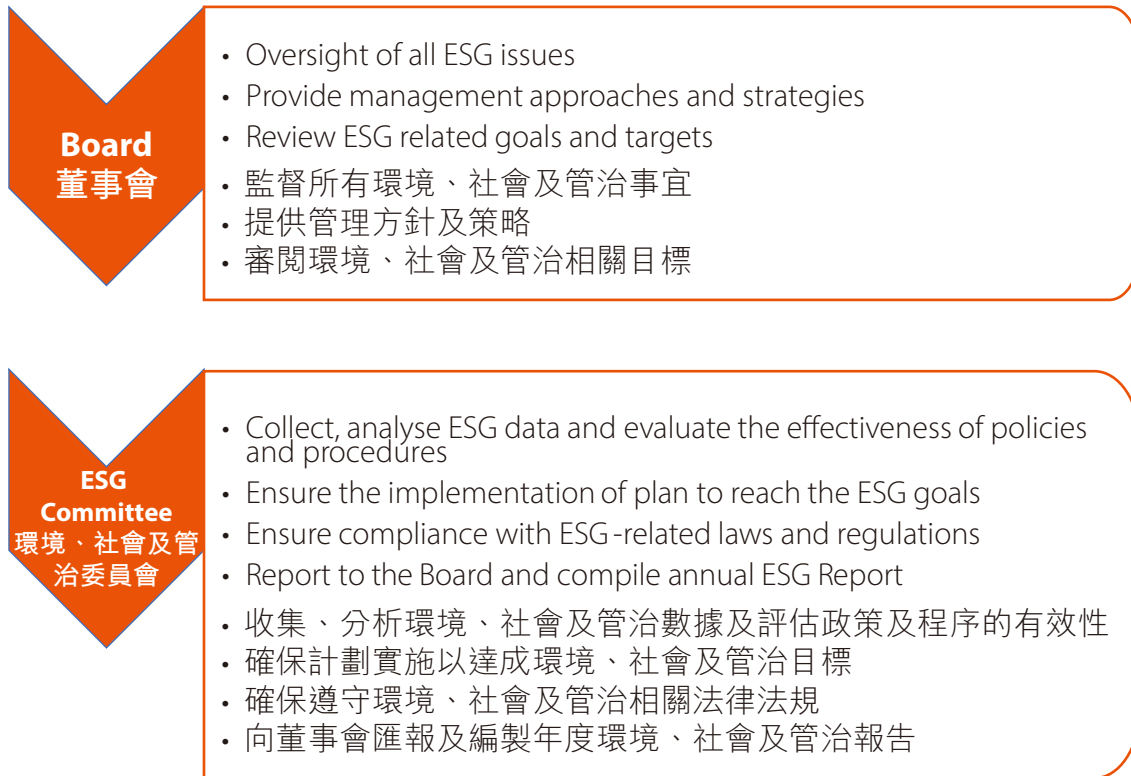 Board
董事會
• Oversight of all ESG issues
• Provide management approaches and strategies
• Review ESG related goals and targets
• 監督所有環境、社會及管治事宜
• 提供管理方針及策略
• 審閱環境、社會及管治相關目標
ESG
Committee
環境、社會及管
治委員會
• Collect, analyse ESG data and evaluate the effectiveness of policies
and procedures
• Ensure the implementation of plan to reach the ESG goals
• Ensure compliance with ESG-related laws and regulations
• Report to the Board and compile annual ESG Report
• 收集、分析環境、社會及管治數據及評估政策及程序的有效性
• 確保計劃實施以達成環境、社會及管治目標
• 確保遵守環境、社會及管治相關法律法規
• 向董事會匯報及編製年度環境、社會及管治報告